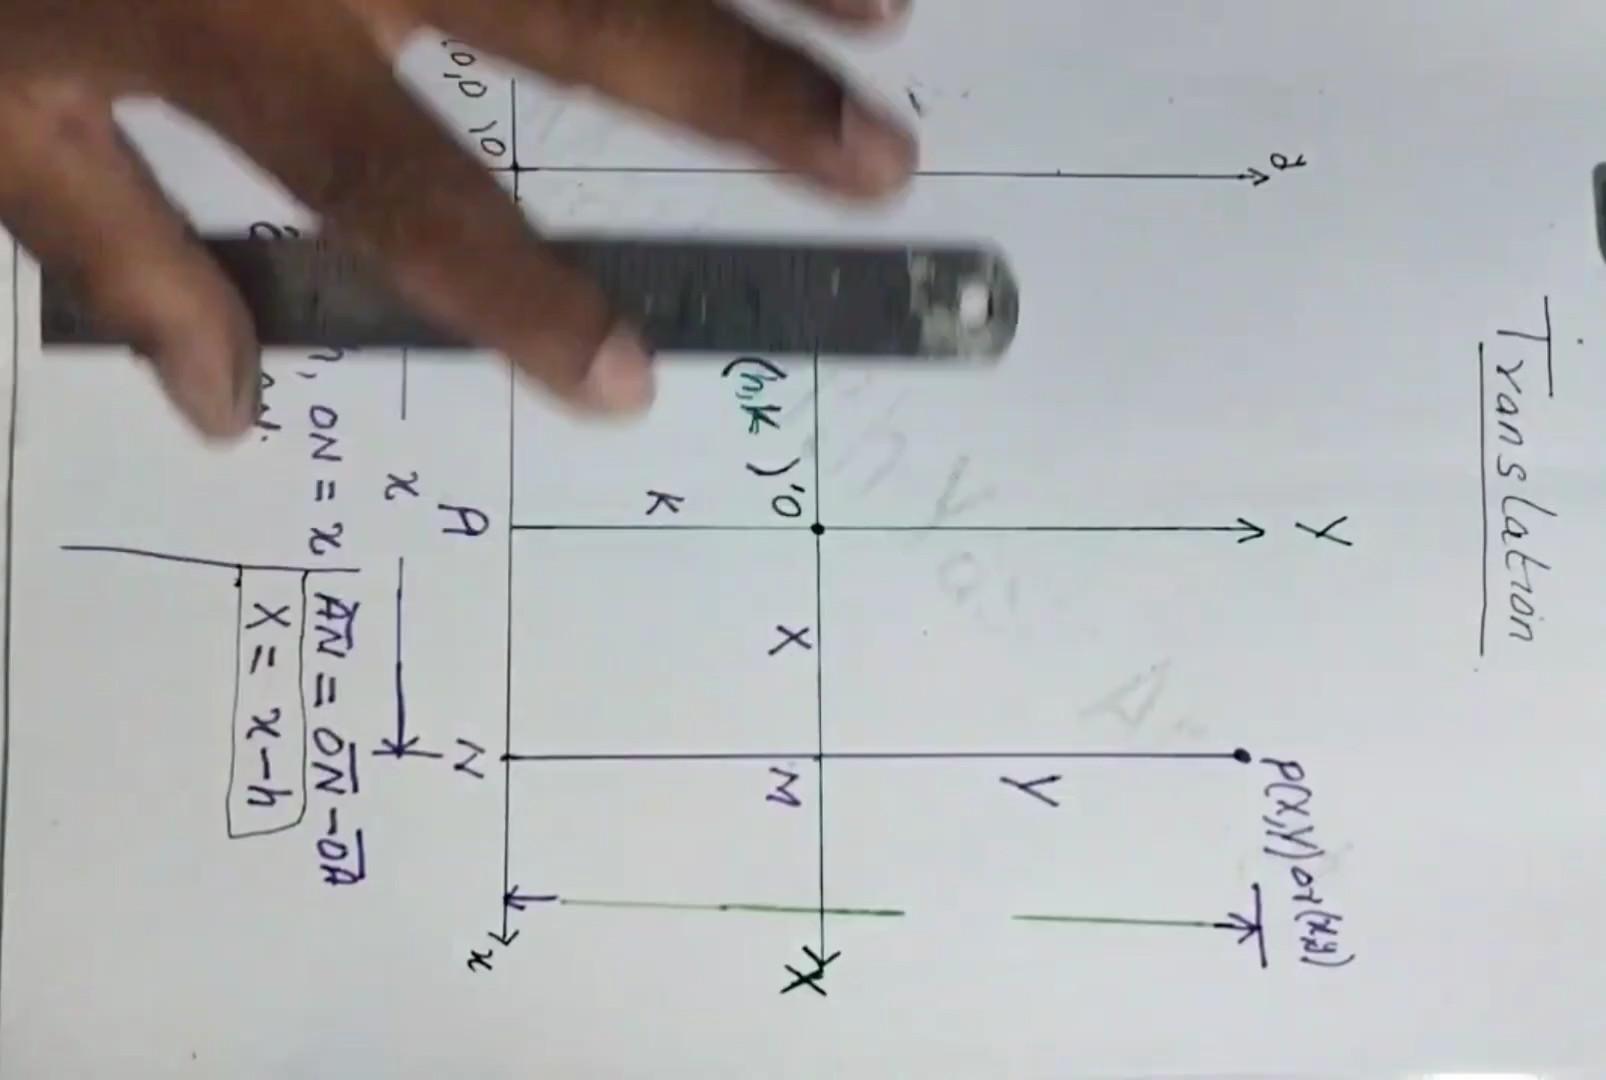 Translation
y
Y
P(X,Y) or (x,y)
Y
O'
(h,k)
X
M
X
k
O
(0,0)
A
N
x
x
h, ON = x
AN = ON - OA
X = x-h